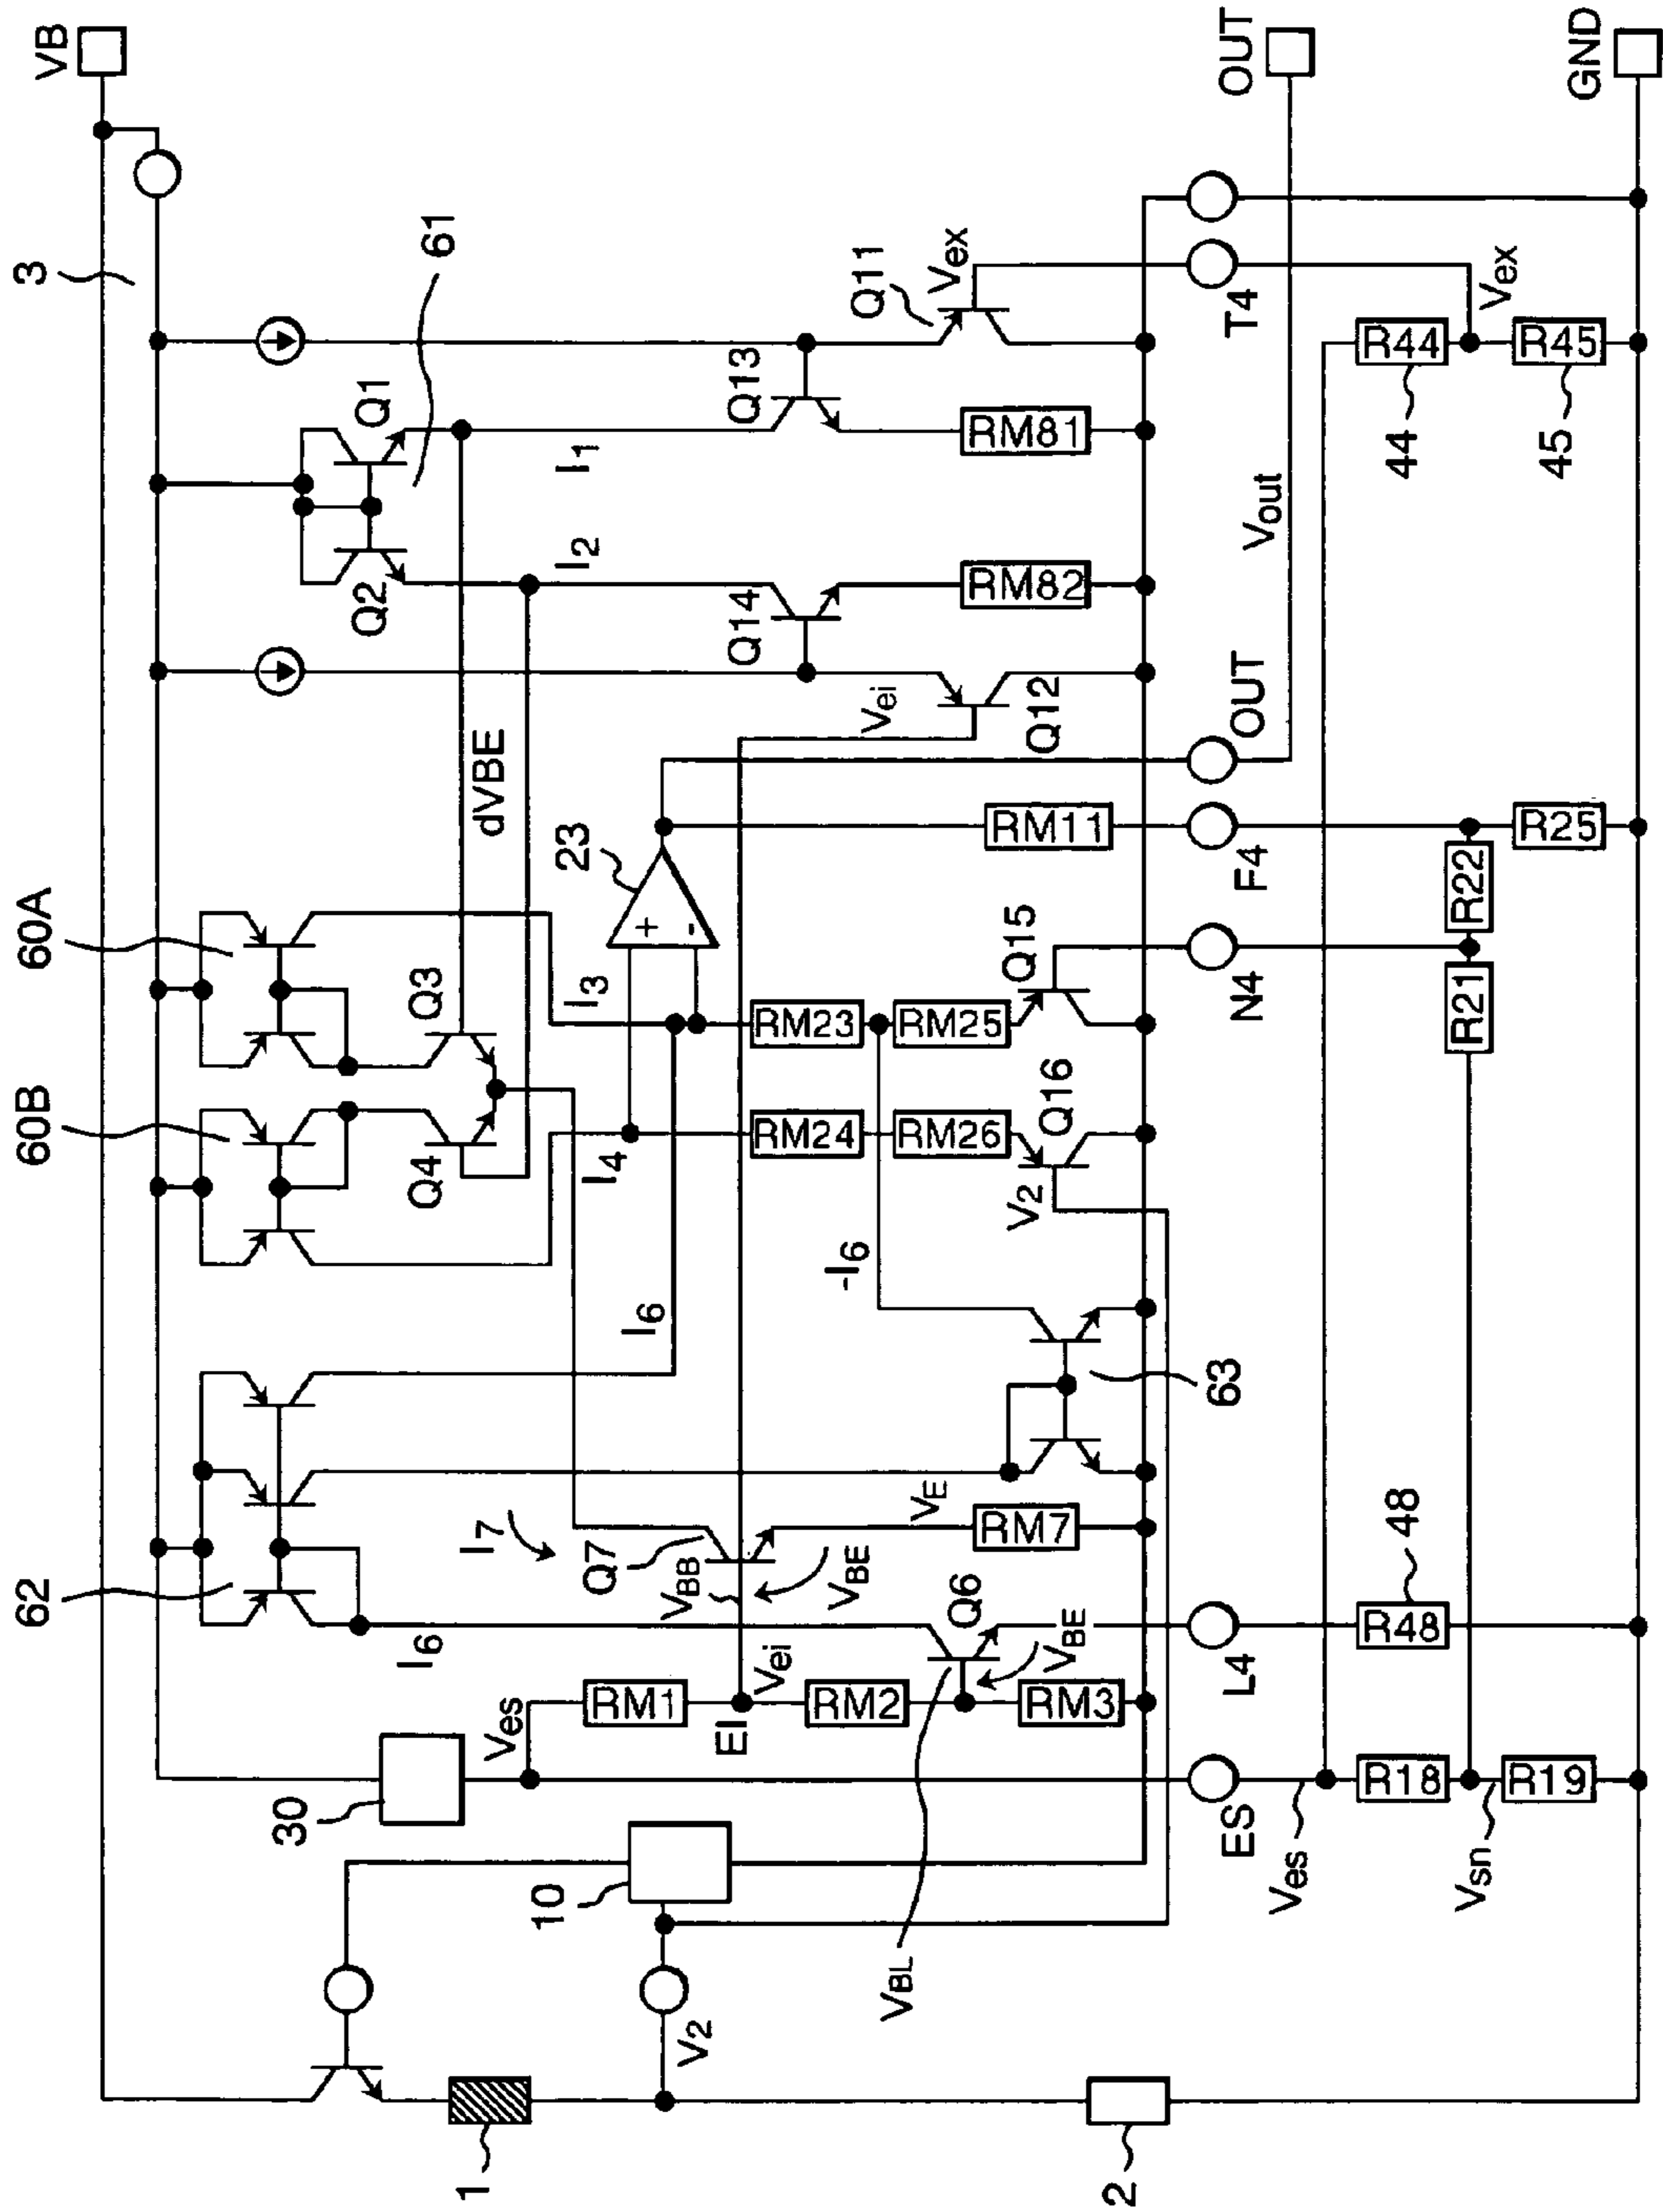 62
60B
60A
3
VB
30
Q2
Q1
61
I6
Q4
Q3
1
I7
dVBE
Ves
10
I6
I4
I3
23
I2
I1
Q7
V2
VBB
EI
Vei
RM1
+
-
Q14
Q13
VBE
-I6
RM24
RM23
Vei
Q11
VBL
RM2
VE
Q6
RM26
RM25
Vex
2
VBE
RM3
RM7
V2
Q16
Q15
Q12
RM11
RM82
RM81
63
ES
L4
N4
F4
OUT
T4
OUT
Ves
Vout
R18
R48
48
44
R44
Vsn
R21
R22
Vex
R19
R25
45
R45
GND